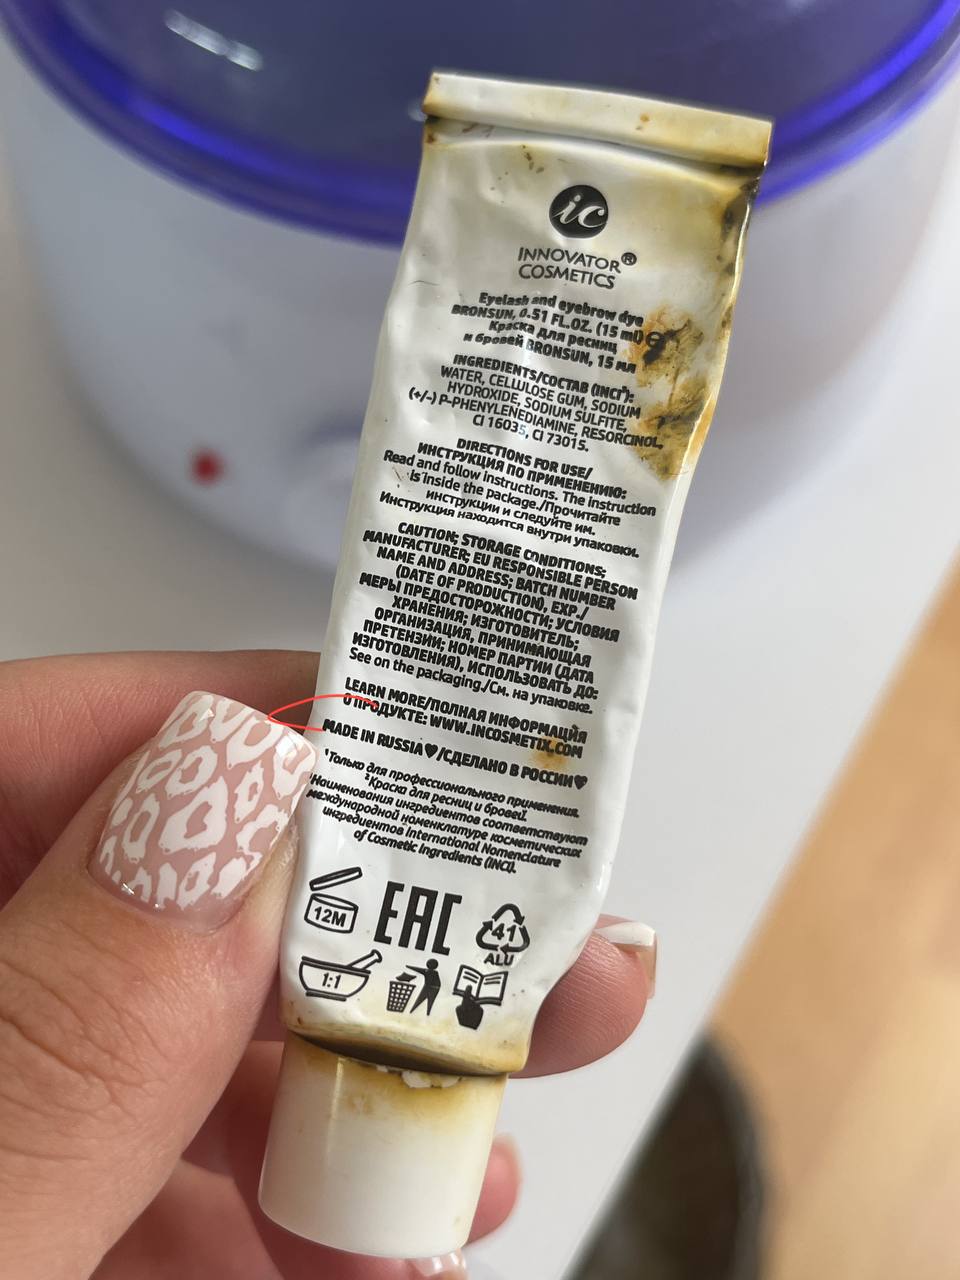 ic
INNOVATOR®
COSMETICS
Eyelash and eyebrow dye
BRONSUN, 0.51 FL.OZ. (15 ml) e
Краска для ресниц
и бровей BRONSUN, 15 мл
INGREDIENTS/СОСТАВ (INCI³):
WATER, CELLULOSE GUM, SODIUM
HYDROXIDE, SODIUM SULFITE,
(+/-) P-PHENYLENEDIAMINE, RESORCINOL,
CI 16035, CI 73015.
DIRECTIONS FOR USE/
ИНСТРУКЦИЯ ПО ПРИМЕНЕНИЮ:
Read and follow instructions. The instruction
is inside the package./Прочитайте
инструкции и следуйте им.
Инструкция находится внутри упаковки.
CAUTION; STORAGE CONDITIONS;
MANUFACTURER; EU RESPONSIBLE PERSON
NAME AND ADDRESS; BATCH NUMBER
(DATE OF PRODUCTION), EXP./
МЕРЫ ПРЕДОСТОРОЖНОСТИ; УСЛОВИЯ
ХРАНЕНИЯ; ИЗГОТОВИТЕЛЬ;
ОРГАНИЗАЦИЯ, ПРИНИМАЮЩАЯ
ПРЕТЕНЗИИ; НОМЕР ПАРТИИ (ДАТА
ИЗГОТОВЛЕНИЯ), ИСПОЛЬЗОВАТЬ ДО:
See on the packaging./См. на упаковке.
LEARN MORE/ПОЛНАЯ ИНФОРМАЦИЯ
О ПРОДУКТЕ: WWW.INCOSMETIX.COM
MADE IN RUSSIA♥/СДЕЛАНО В РОССИИ♥
¹Только для профессионального применения.
²Краска для ресниц и бровей.
³Наименования ингредиентов соответствуют
международной номенклатуре косметических
ингредиентов International Nomenclature
of Cosmetic Ingredients (INCI).
12M
EAC
41
ALU
1:1